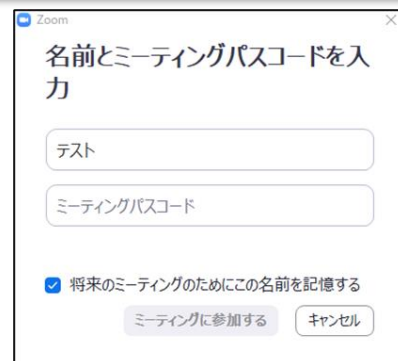 Zoom
名前とミーティングパスコードを入
力
テスト
ミーティングパスコード
将来のミーティングのためにこの名前を記憶する
ミーティングに参加する
キャンセル